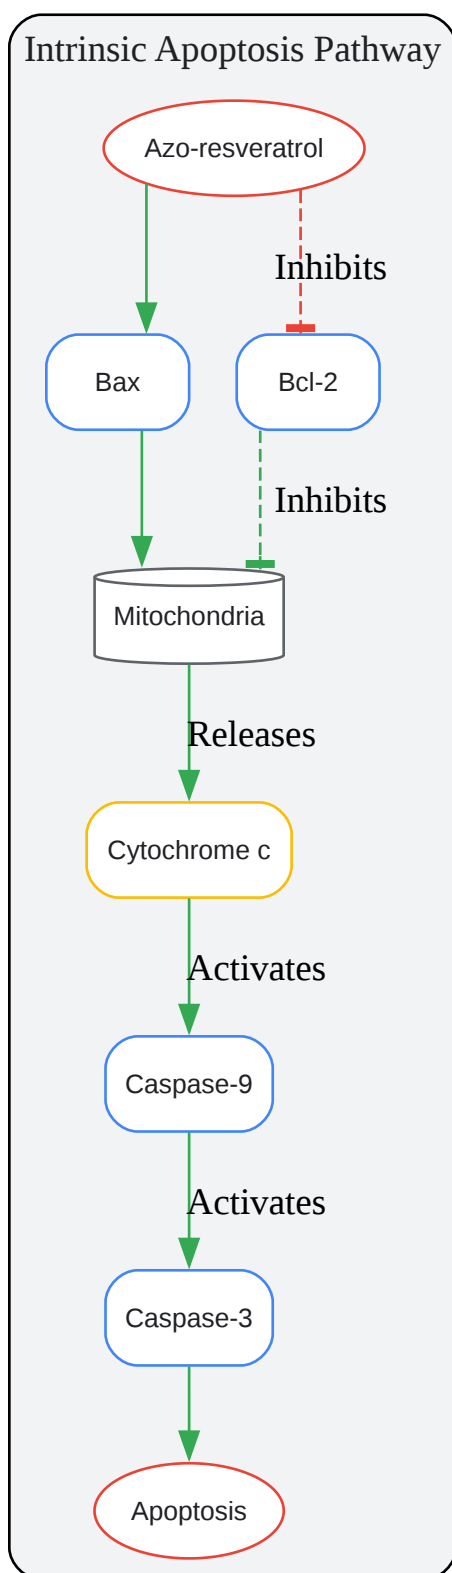 Intrinsic Apoptosis Pathway
Azo-resveratrol
Inhibits
Bax
Bcl-2
Inhibits
Mitochondria
Releases
Cytochrome c
Activates
Caspase-9
Activates
Caspase-3
Apoptosis